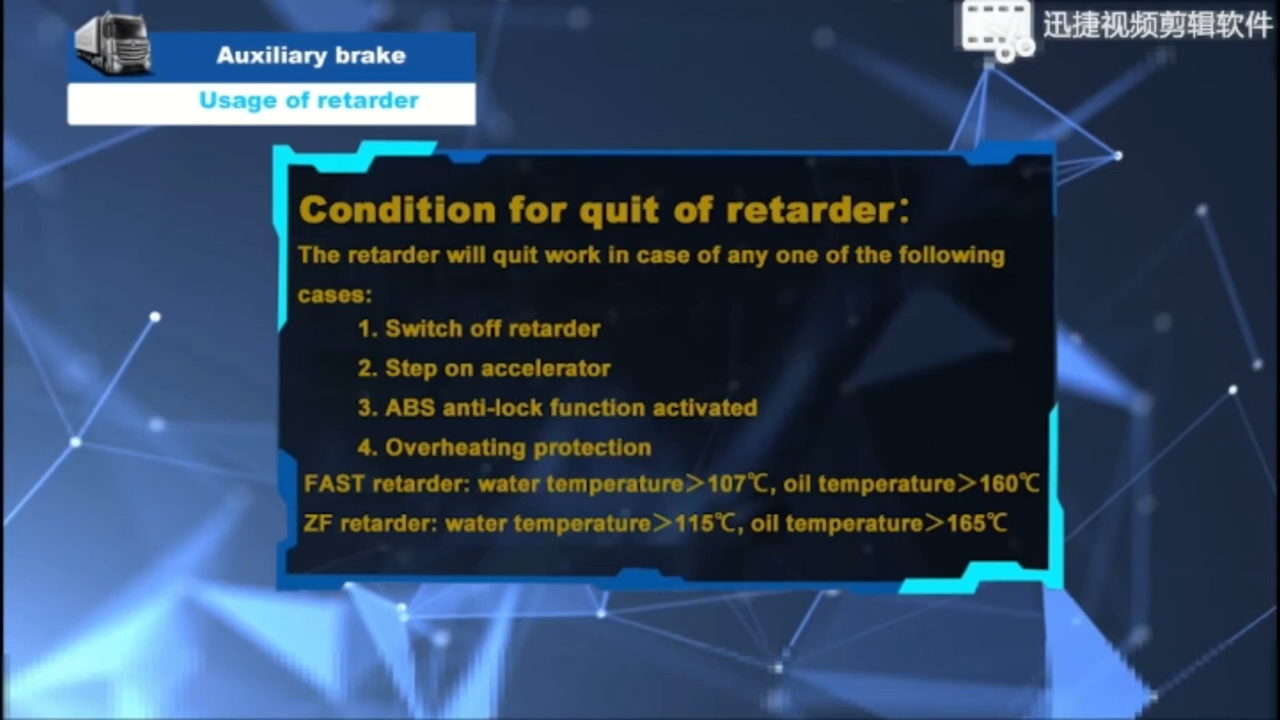 迅捷视频剪辑软件
Auxiliary brake
Usage of retarder
Condition for quit of retarder：
The retarder will quit work in case of any one of the following
cases:
1. Switch off retarder
2. Step on accelerator
3. ABS anti-lock function activated
4. Overheating protection
FAST retarder: water temperature＞107℃, oil temperature＞160℃
ZF retarder: water temperature＞115℃, oil temperature＞165℃